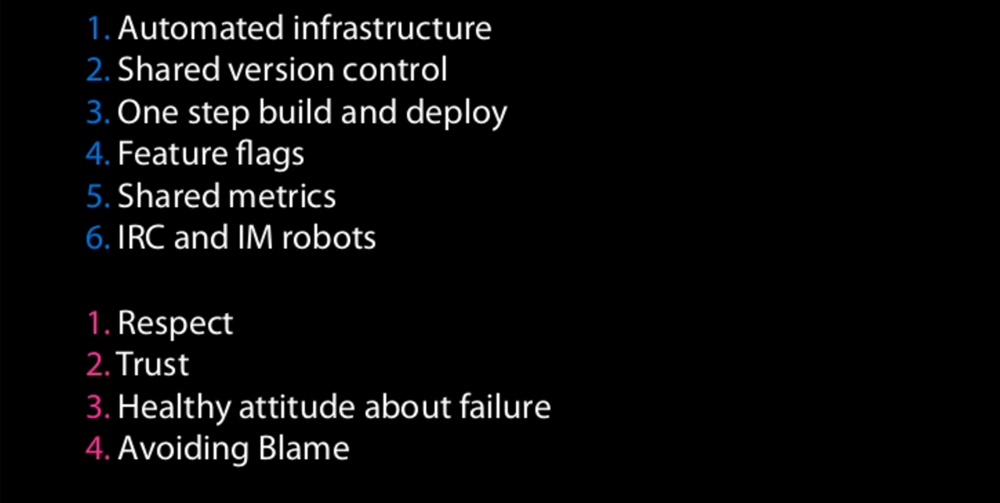 1. Automated infrastructure
2. Shared version control
3. One step build and deploy
4. Feature flags
5. Shared metrics
6. IRC and IM robots
1. Respect
2. Trust
3. Healthy attitude about failure
4. Avoiding Blame